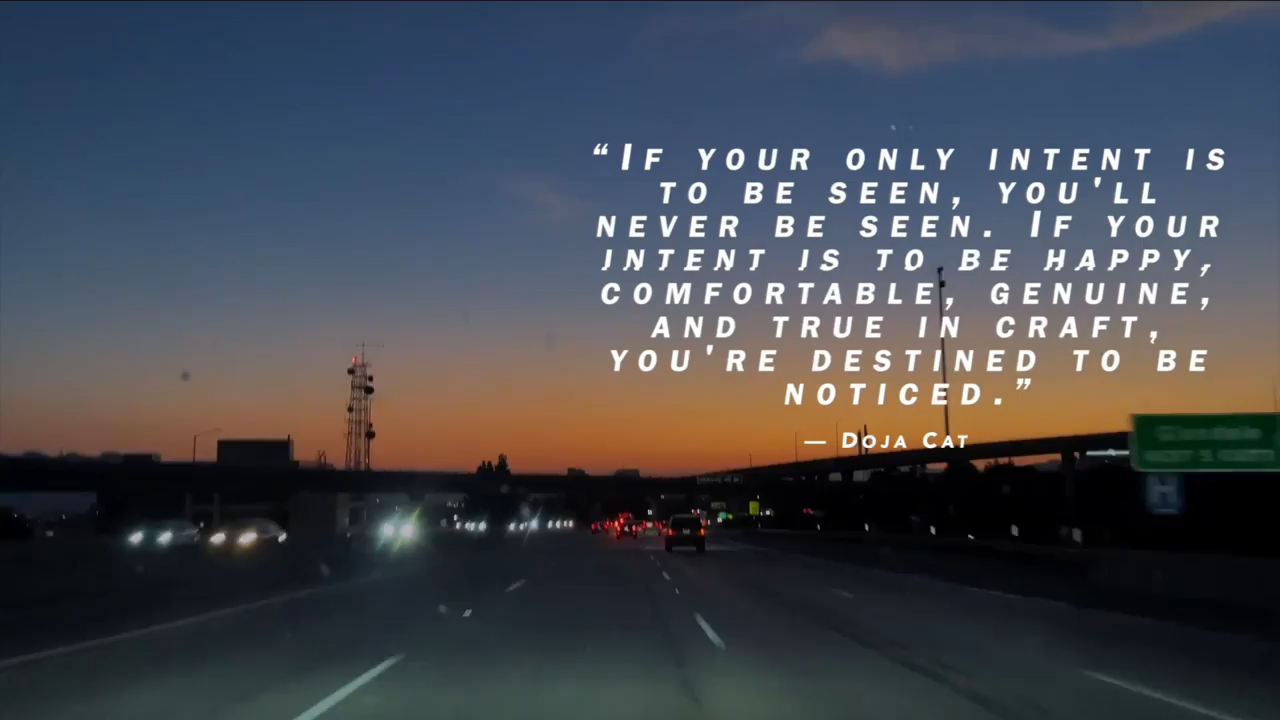 “If your only intent is
to be seen, you'll
never be seen. If your
intent is to be happy,
comfortable, genuine,
and true in craft,
you're destined to be
noticed.”
— Doja Cat
H